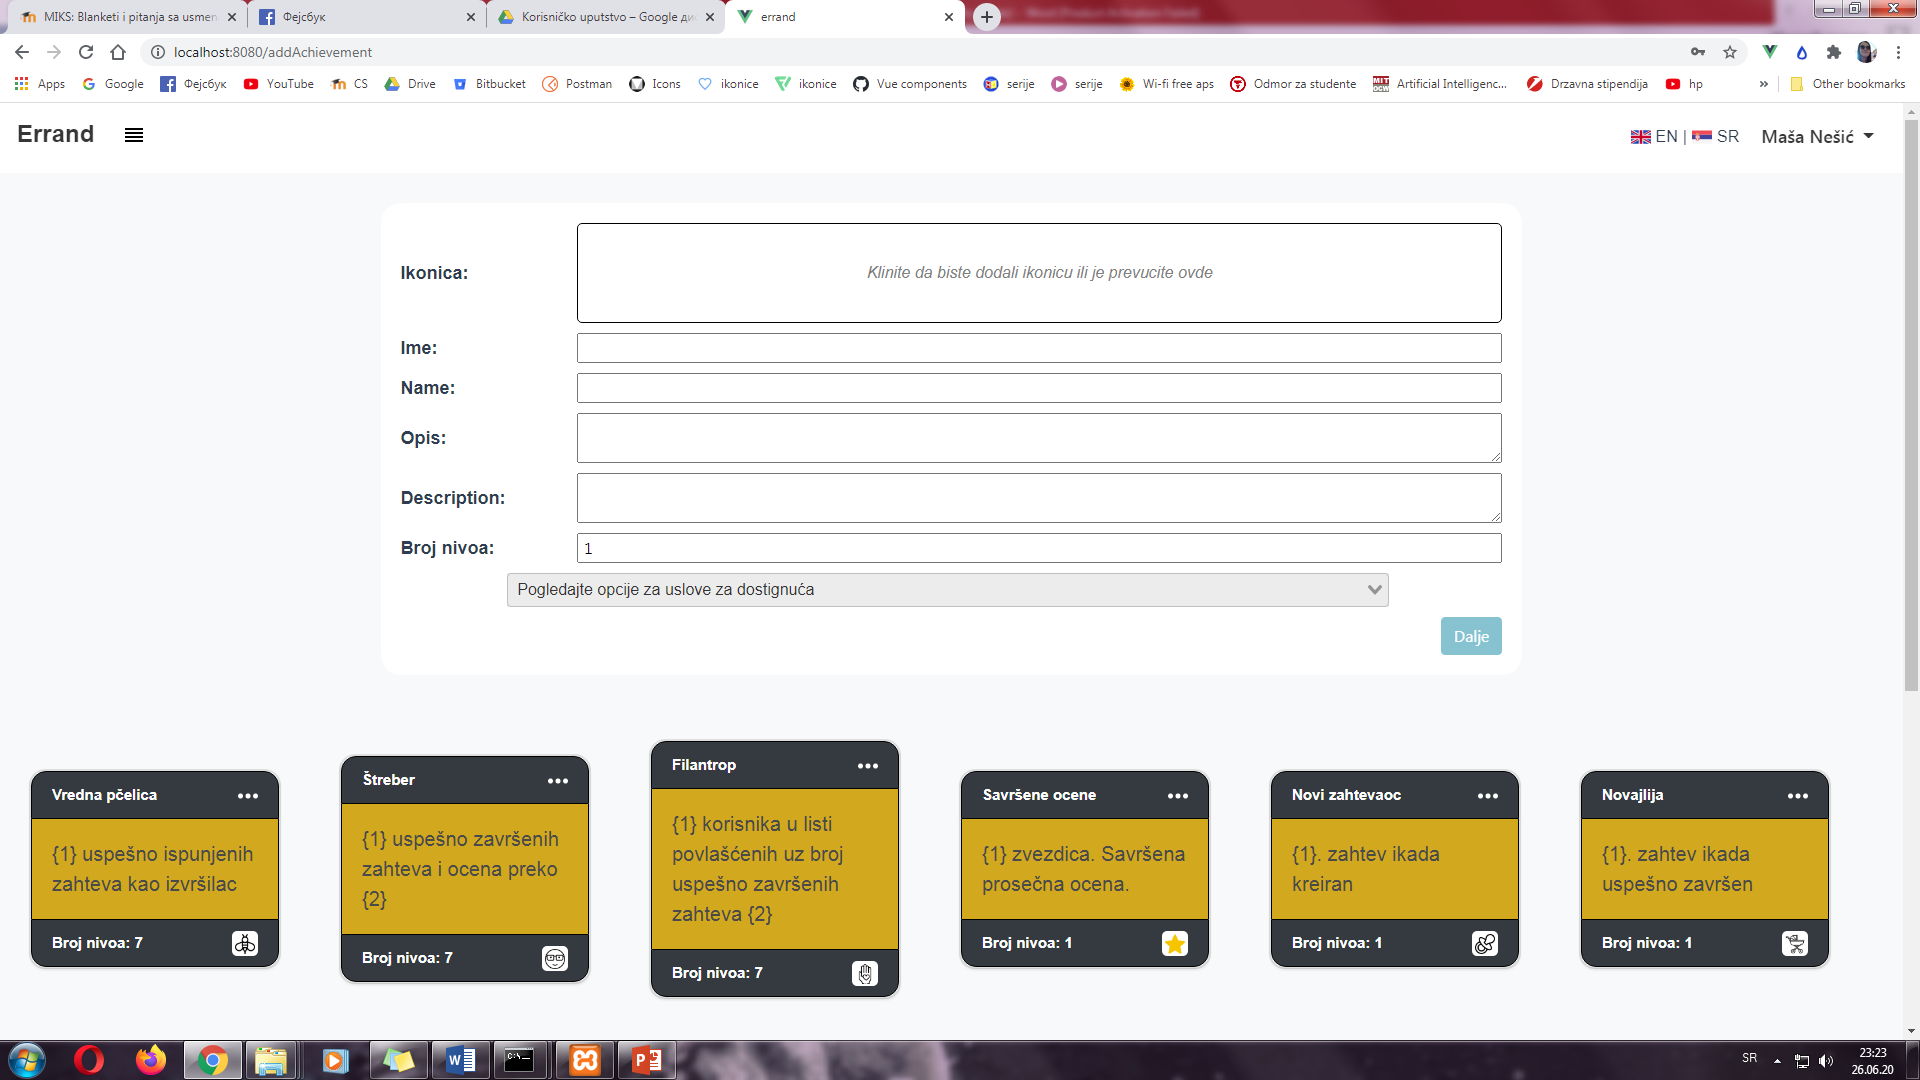 MIKS: Blanketi i pitanja sa usmen
Фејсбук
Korisničko uputstvo – Google ди
errand
localhost:8080/addAchievement
Apps
Google
Фејсбук
YouTube
CS
Drive
Bitbucket
Postman
Icons
ikonice
ikonice
Vue components
serije
serije
Wi-fi free aps
Odmor za studente
Artificial Intelligenc...
Drzavna stipendija
hp
»
Other bookmarks
Errand
EN | SR
Maša Nešić
Ikonica:
Klinite da biste dodali ikonicu ili je prevucite ovde
Ime:
Name:
Opis:
Description:
Broj nivoa:
1
Pogledajte opcije za uslove za dostignuća
Dalje
Vredna pčelica
{1} uspešno ispunjenih
zahteva kao izvršilac
Broj nivoa: 7
Štreber
{1} uspešno završenih
zahteva i ocena preko
{2}
Broj nivoa: 7
Filantrop
{1} korisnika u listi
povlašćenih uz broj
uspešno završenih
zahteva {2}
Broj nivoa: 7
Savršene ocene
{1} zvezdica. Savršena
prosečna ocena.
Broj nivoa: 1
Novi zahtevaoc
{1}. zahtev ikada
kreiran
Broj nivoa: 1
Novajlija
{1}. zahtev ikada
uspešno završen
Broj nivoa: 1
SR
23:23
26.06.20